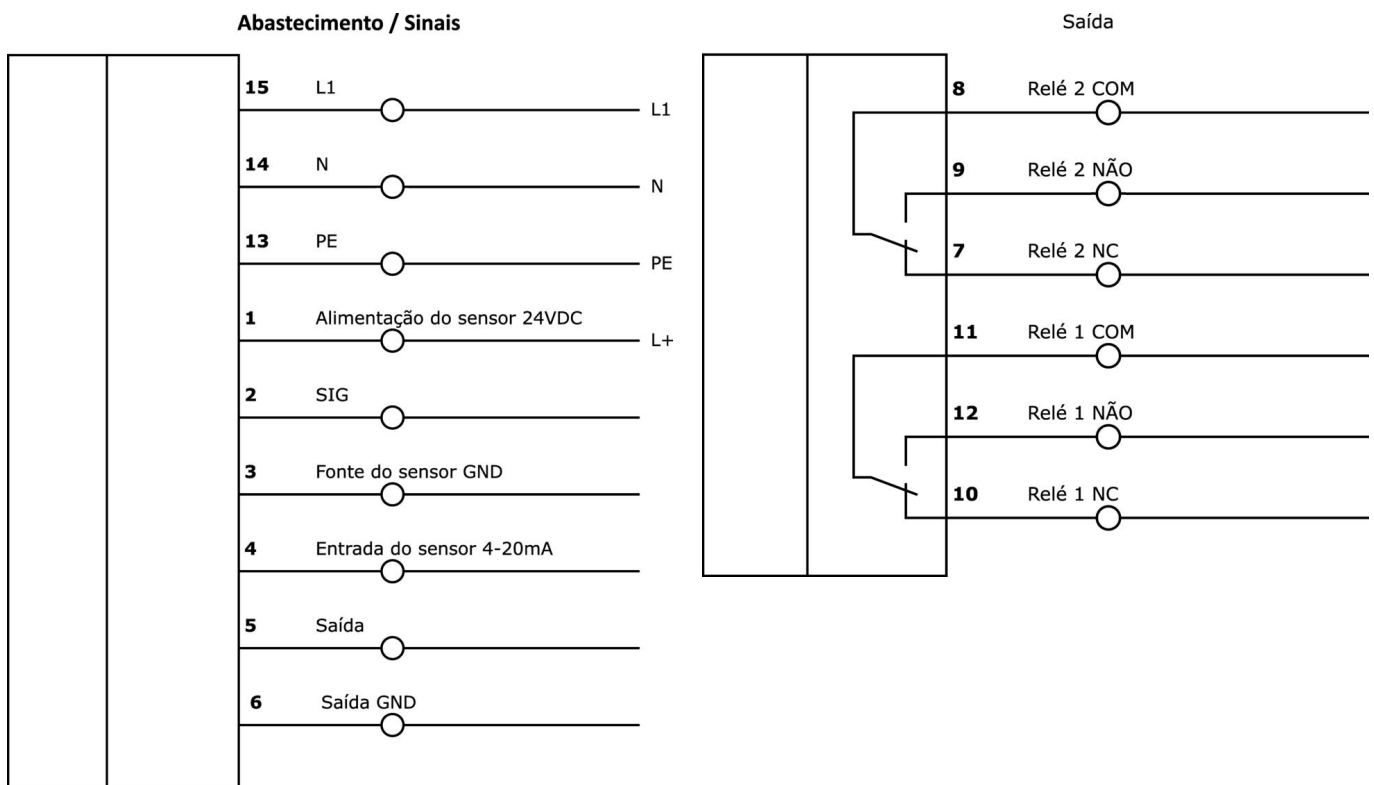 Abastecimento / Sinais
15 L1
L1
14 N
N
13 PE
PE
1 Alimentação do sensor 24VDC
L+
2 SIG
3 Fonte do sensor GND
4 Entrada do sensor 4-20mA
5 Saída
6 Saída GND
Saída
8 Relé 2 COM
9 Relé 2 NÃO
7 Relé 2 NC
11 Relé 1 COM
12 Relé 1 NÃO
10 Relé 1 NC